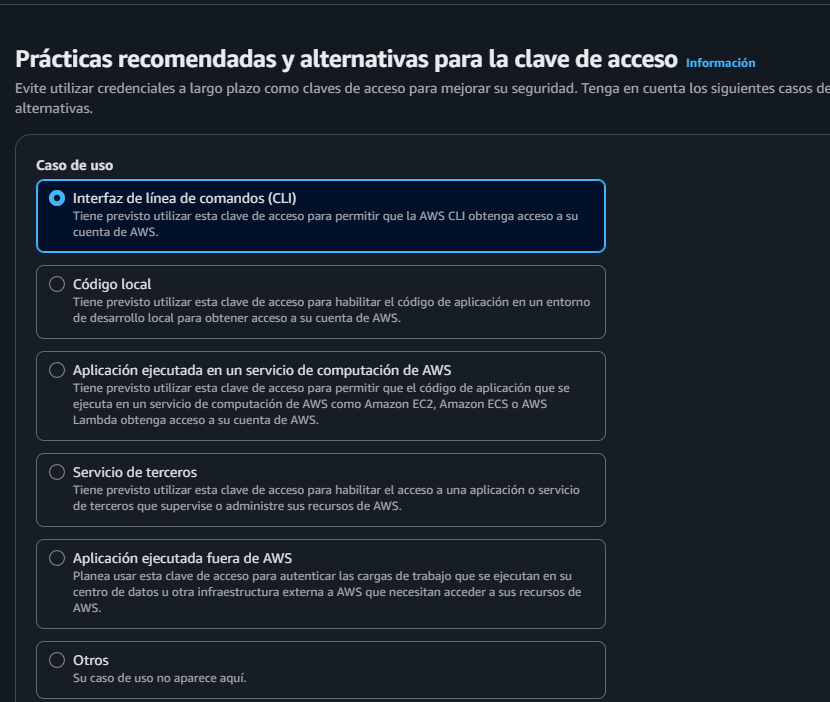 Prácticas recomendadas y alternativas para la clave de acceso Información
Evite utilizar credenciales a largo plazo como claves de acceso para mejorar su seguridad. Tenga en cuenta los siguientes casos de
alternativas.
Caso de uso
Interfaz de línea de comandos (CLI)
Tiene previsto utilizar esta clave de acceso para permitir que la AWS CLI obtenga acceso a su
cuenta de AWS.
Código local
Tiene previsto utilizar esta clave de acceso para habilitar el código de aplicación en un entorno
de desarrollo local para obtener acceso a su cuenta de AWS.
Aplicación ejecutada en un servicio de computación de AWS
Tiene previsto utilizar esta clave de acceso para permitir que el código de aplicación que se
ejecuta en un servicio de computación de AWS como Amazon EC2, Amazon ECS o AWS
Lambda obtenga acceso a su cuenta de AWS.
Servicio de terceros
Tiene previsto utilizar esta clave de acceso para habilitar el acceso a una aplicación o servicio
de terceros que supervise o administre sus recursos de AWS.
Aplicación ejecutada fuera de AWS
Planea usar esta clave de acceso para autenticar las cargas de trabajo que se ejecutan en su
centro de datos u otra infraestructura externa a AWS que necesitan acceder a sus recursos de
AWS.
Otros
Su caso de uso no aparece aquí.